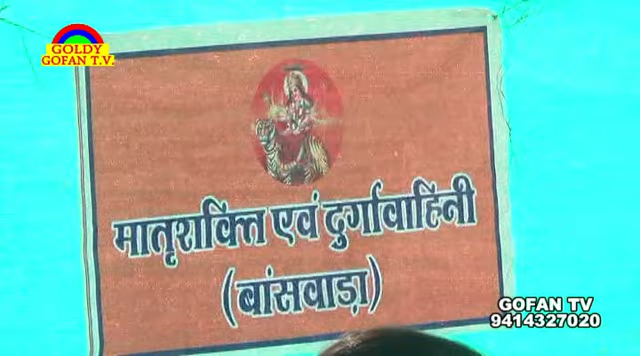 GOLDY
GOFAN T.V.
मातृशक्ति एवं दुर्गावाहिनी
(बांसवाडा़)
GOFAN TV
9414327020